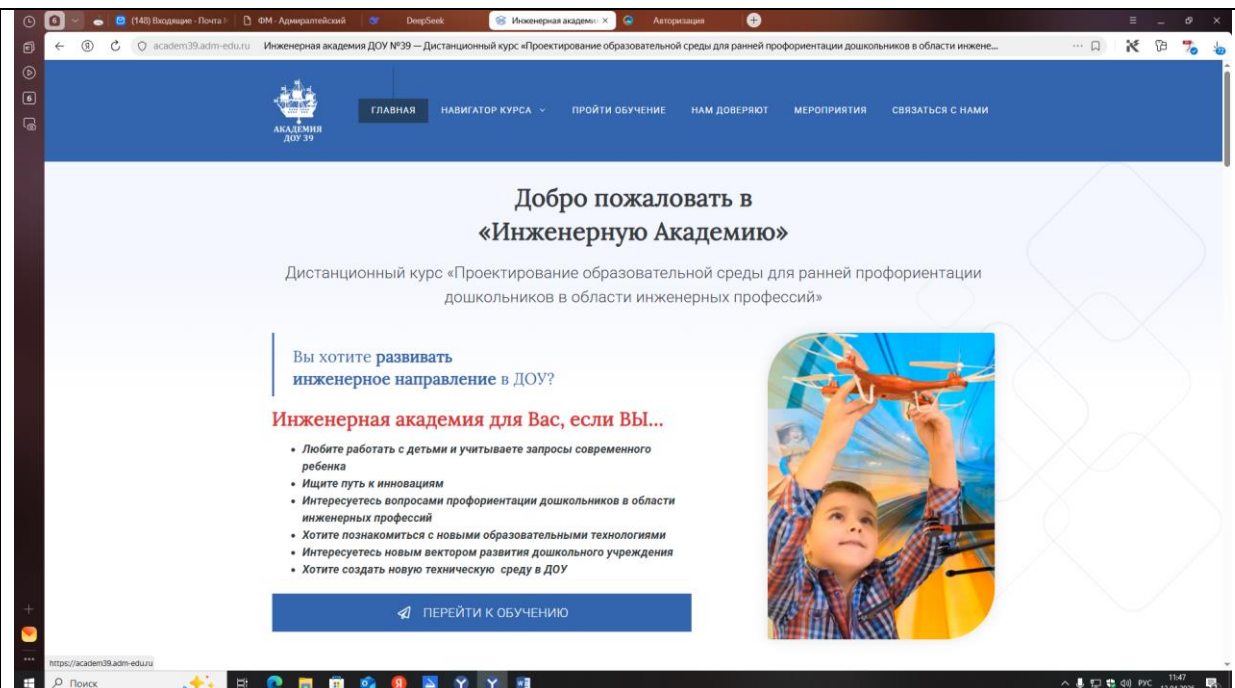 6
(148) Входящие - Почта
ФМ - Адмиралтейский
DeepSeek
Инженерная академи
Авторизация
academ39.adm-edu.ru
Инженерная академия ДОУ №39 — Дистанционный курс «Проектирование образовательной среды для ранней профориентации дошкольников в области инжене...
6
АКАДЕМИЯ
ДОУ 39
ГЛАВНАЯ
НАВИГАТОР КУРСА
ПРОЙТИ ОБУЧЕНИЕ
НАМ ДОВЕРЯЮТ
МЕРОПРИЯТИЯ
СВЯЗАТЬСЯ С НАМИ
Добро пожаловать в
«Инженерную Академию»
Дистанционный курс «Проектирование образовательной среды для ранней профориентации
дошкольников в области инженерных профессий»
Вы хотите развивать
инженерное направление в ДОУ?
Инженерная академия для Вас, если ВЫ...
• Любите работать с детьми и учитываете запросы современного
ребенка
• Ищите путь к инновациям
• Интересуетесь вопросами профориентации дошкольников в области
инженерных профессий
• Хотите познакомиться с новыми образовательными технологиями
• Интересуетесь новым вектором развития дошкольного учреждения
• Хотите создать новую техническую среду в ДОУ
ПЕРЕЙТИ К ОБУЧЕНИЮ
https://academ39.adm-edu.ru
Поиск
РУС
11:47